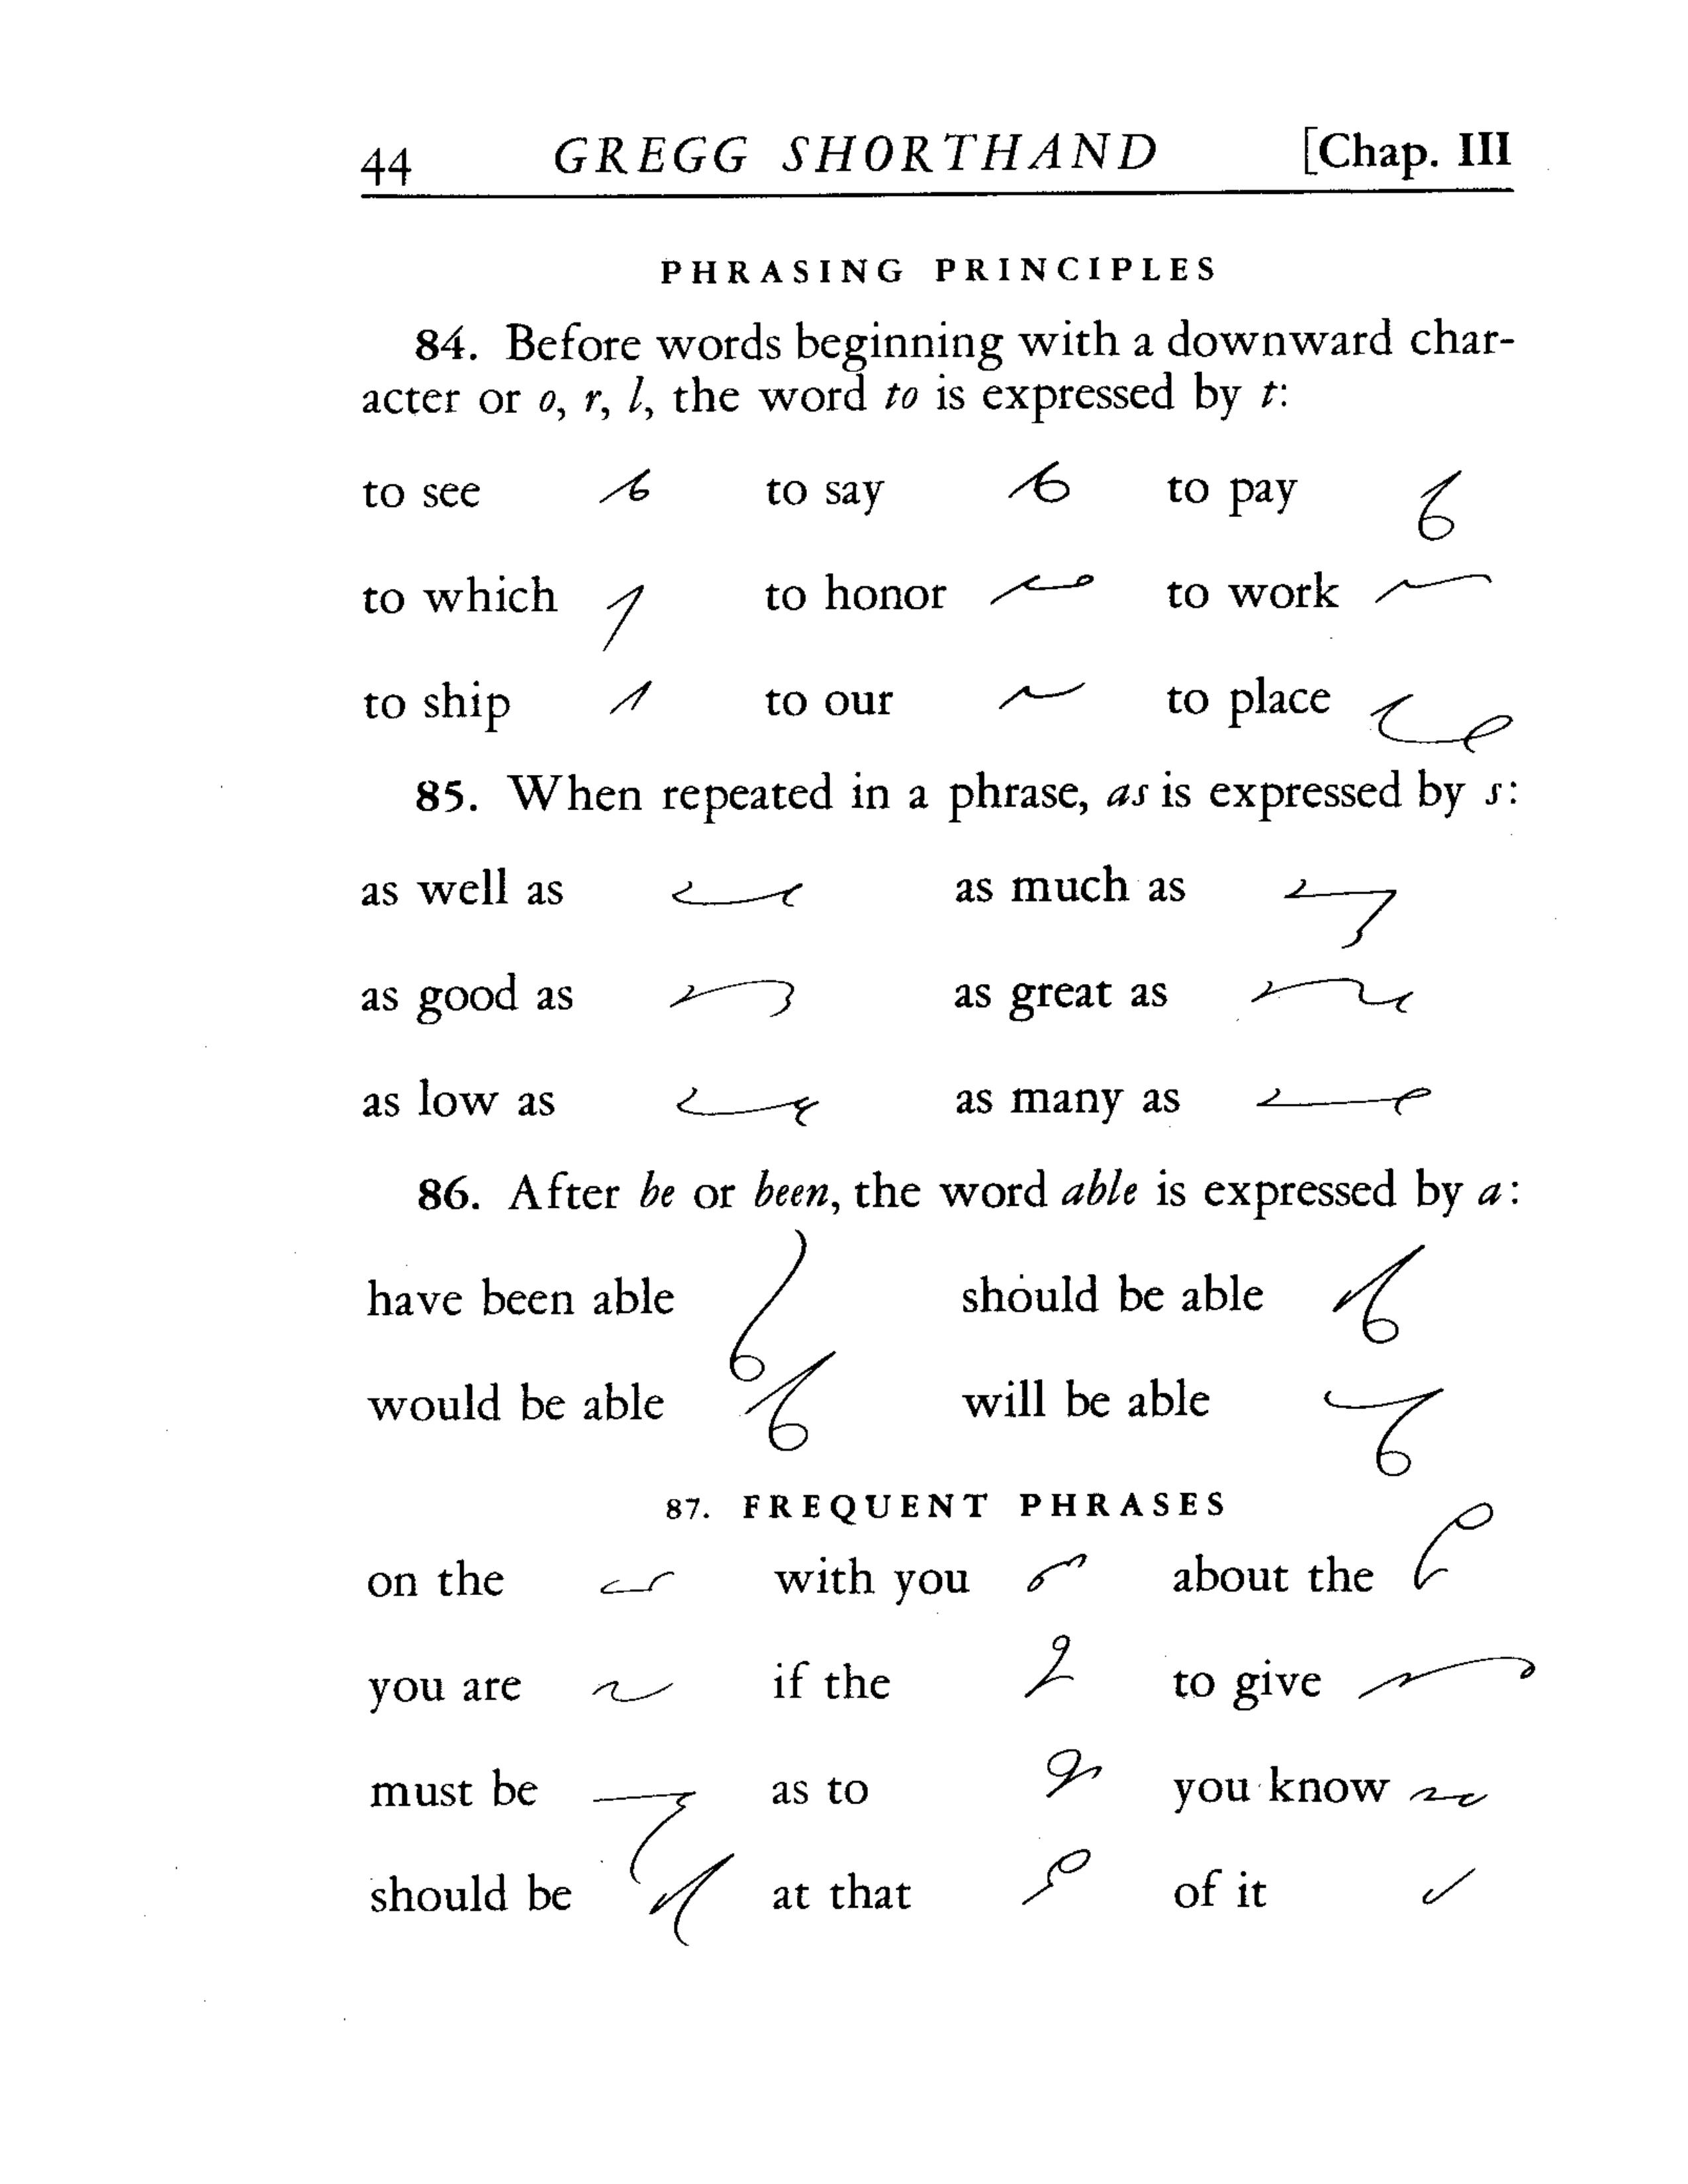 44 GREGG SHORTHAND [Chap. III
PHRASING PRINCIPLES
84. Before words beginning with a downward char-
acter or o, r, l, the word to is expressed by t:
to see to say to pay
to which to honor to work
to ship to our to place
85. When repeated in a phrase, as is expressed by s:
as well as as much as
as good as as great as
as low as as many as
86. After be or been, the word able is expressed by a:
have been able should be able
would be able will be able
87. FREQUENT PHRASES
on the with you about the
you are if the to give
must be as to you know
should be at that of it